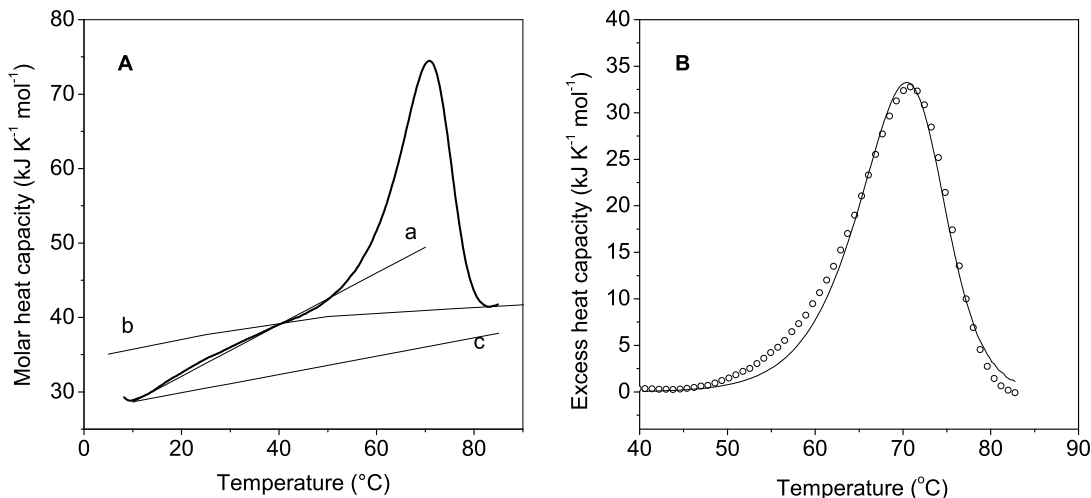 A
Molar heat capacity (kJ K⁻¹ mol⁻¹)
80
70
60
50
40
30
a
b
c
0
20
40
60
80
Temperature (°C)
B
Excess heat capacity (kJ K⁻¹ mol⁻¹)
40
35
30
25
20
15
10
5
0
40
50
60
70
80
90
Temperature (°C)